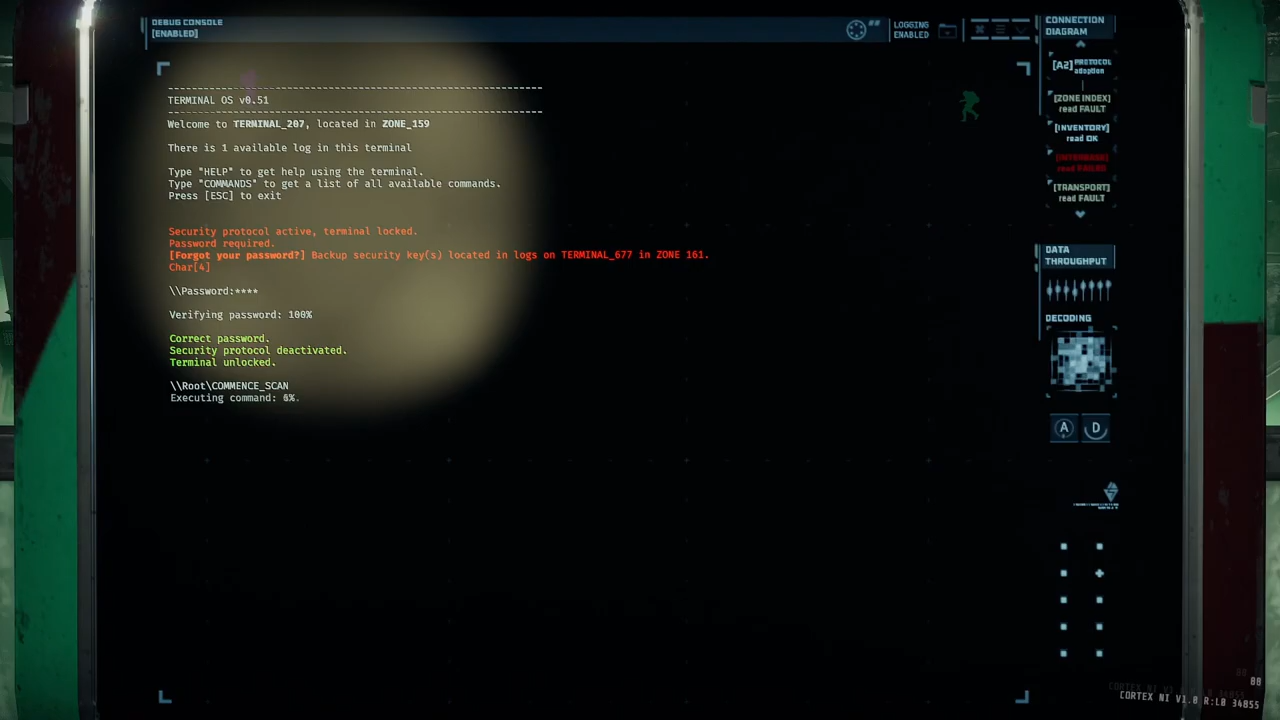 DEBUG CONSOLE
[ENABLED]
LOGGING
ENABLED
CONNECTION
DIAGRAM
[A2] PROTOCOL
adaption
[ZONE INDEX]
read FAULT
[INVENTORY]
read OK
read FAILED
[TRANSPORT]
read FAULT
DATA
THROUGHPUT
DECODING
A
D
TERMINAL OS v0.51
Welcome to TERMINAL_207, located in ZONE_159
There is 1 available log in this terminal
Type "HELP" to get help using the terminal.
Type "COMMANDS" to get a list of all available commands.
Press [ESC] to exit
Security protocol active, terminal locked.
Password required.
[Forgot your password?] Backup security key(s) located in logs on TERMINAL_677 in ZONE 161.
Char[4]
\\Password:****
Verifying password: 100%
Correct password.
Security protocol deactivated.
Terminal unlocked.
\\Root\COMMENCE_SCAN
Executing command: 6%.
CORTEX NI V1.0 R:L0 34855